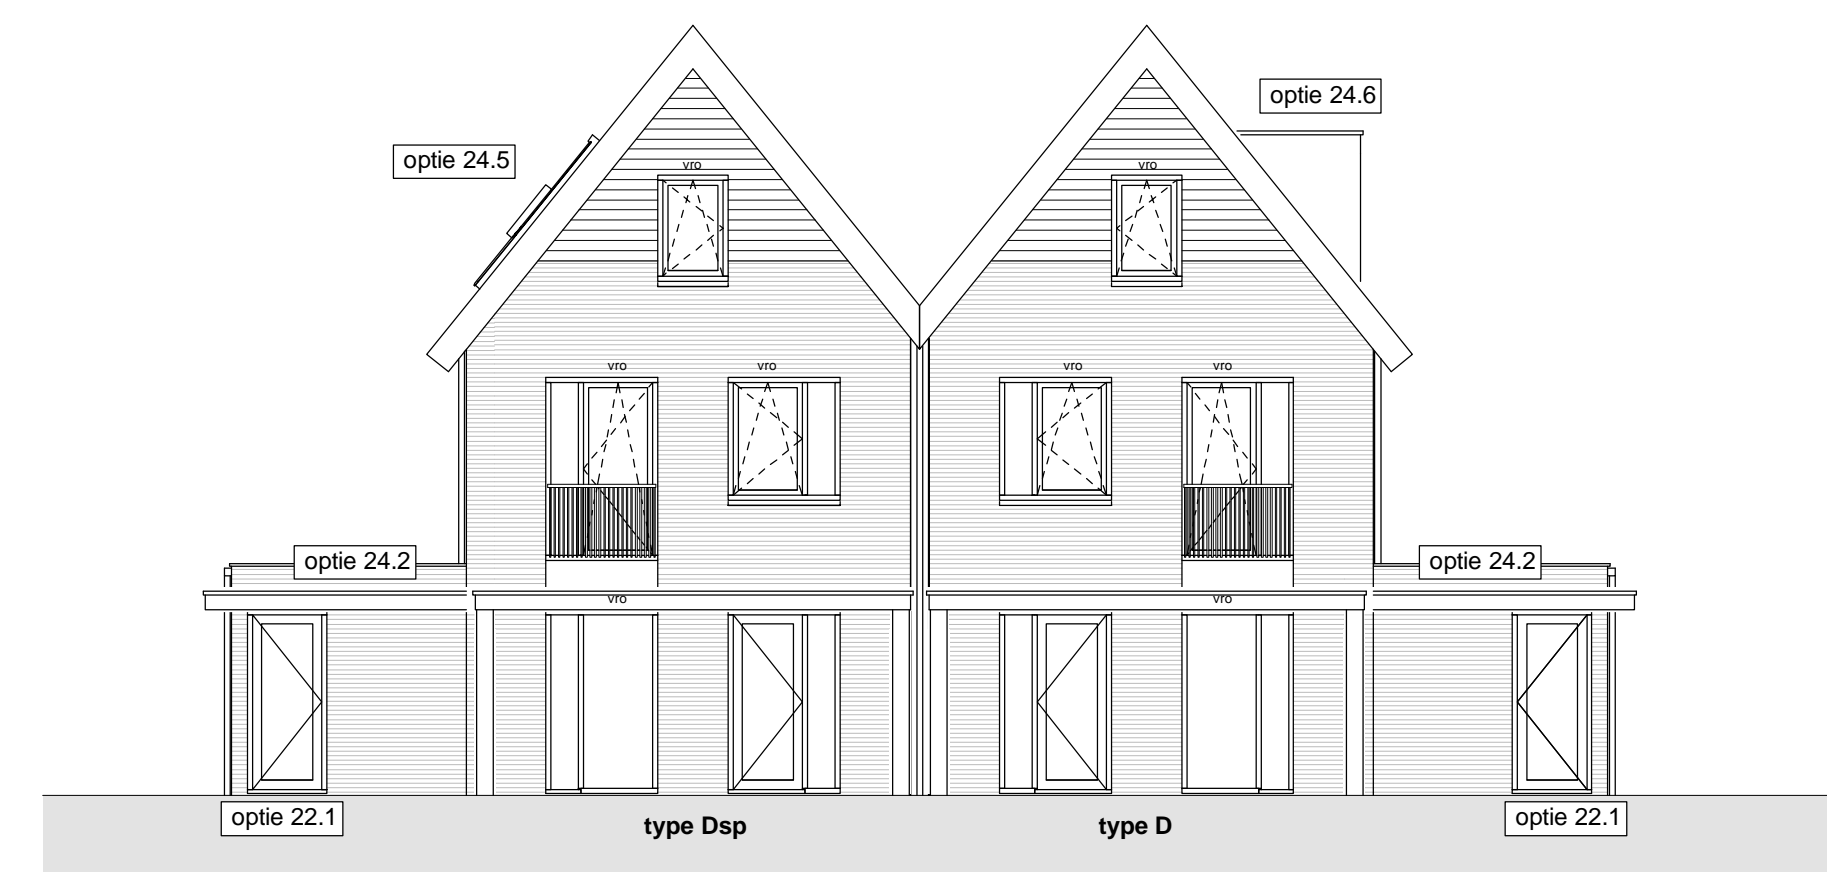 optie 24.6
optie 24.5
vro
vro
vro
vro
vro
vro
optie 24.2
optie 24.2
vro
vro
optie 22.1
type Dsp
type D
optie 22.1